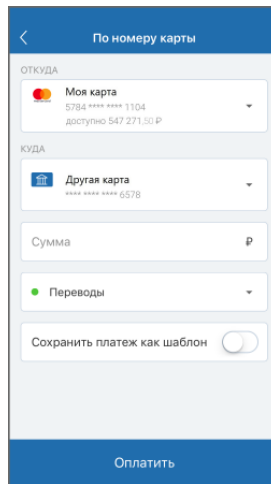 По номеру карты
ОТКУДА
Моя карта
5784 **** **** 1104
доступно 547 271,50 ₽
КУДА
Другая карта
**** **** **** 6578
Сумма ₽
Переводы
Сохранить платеж как шаблон
Оплатить